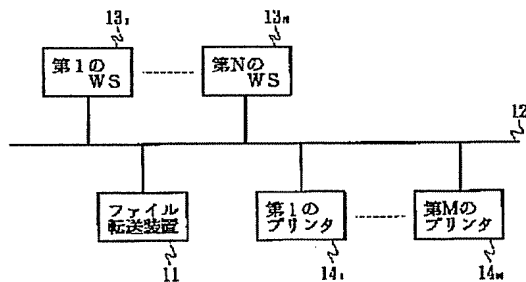 13₁
13ₙ
第1の
WS
第Nの
WS
12
ファイル
転送装置
第1の
プリンタ
第Mの
プリンタ
11
14₁
14ₘ